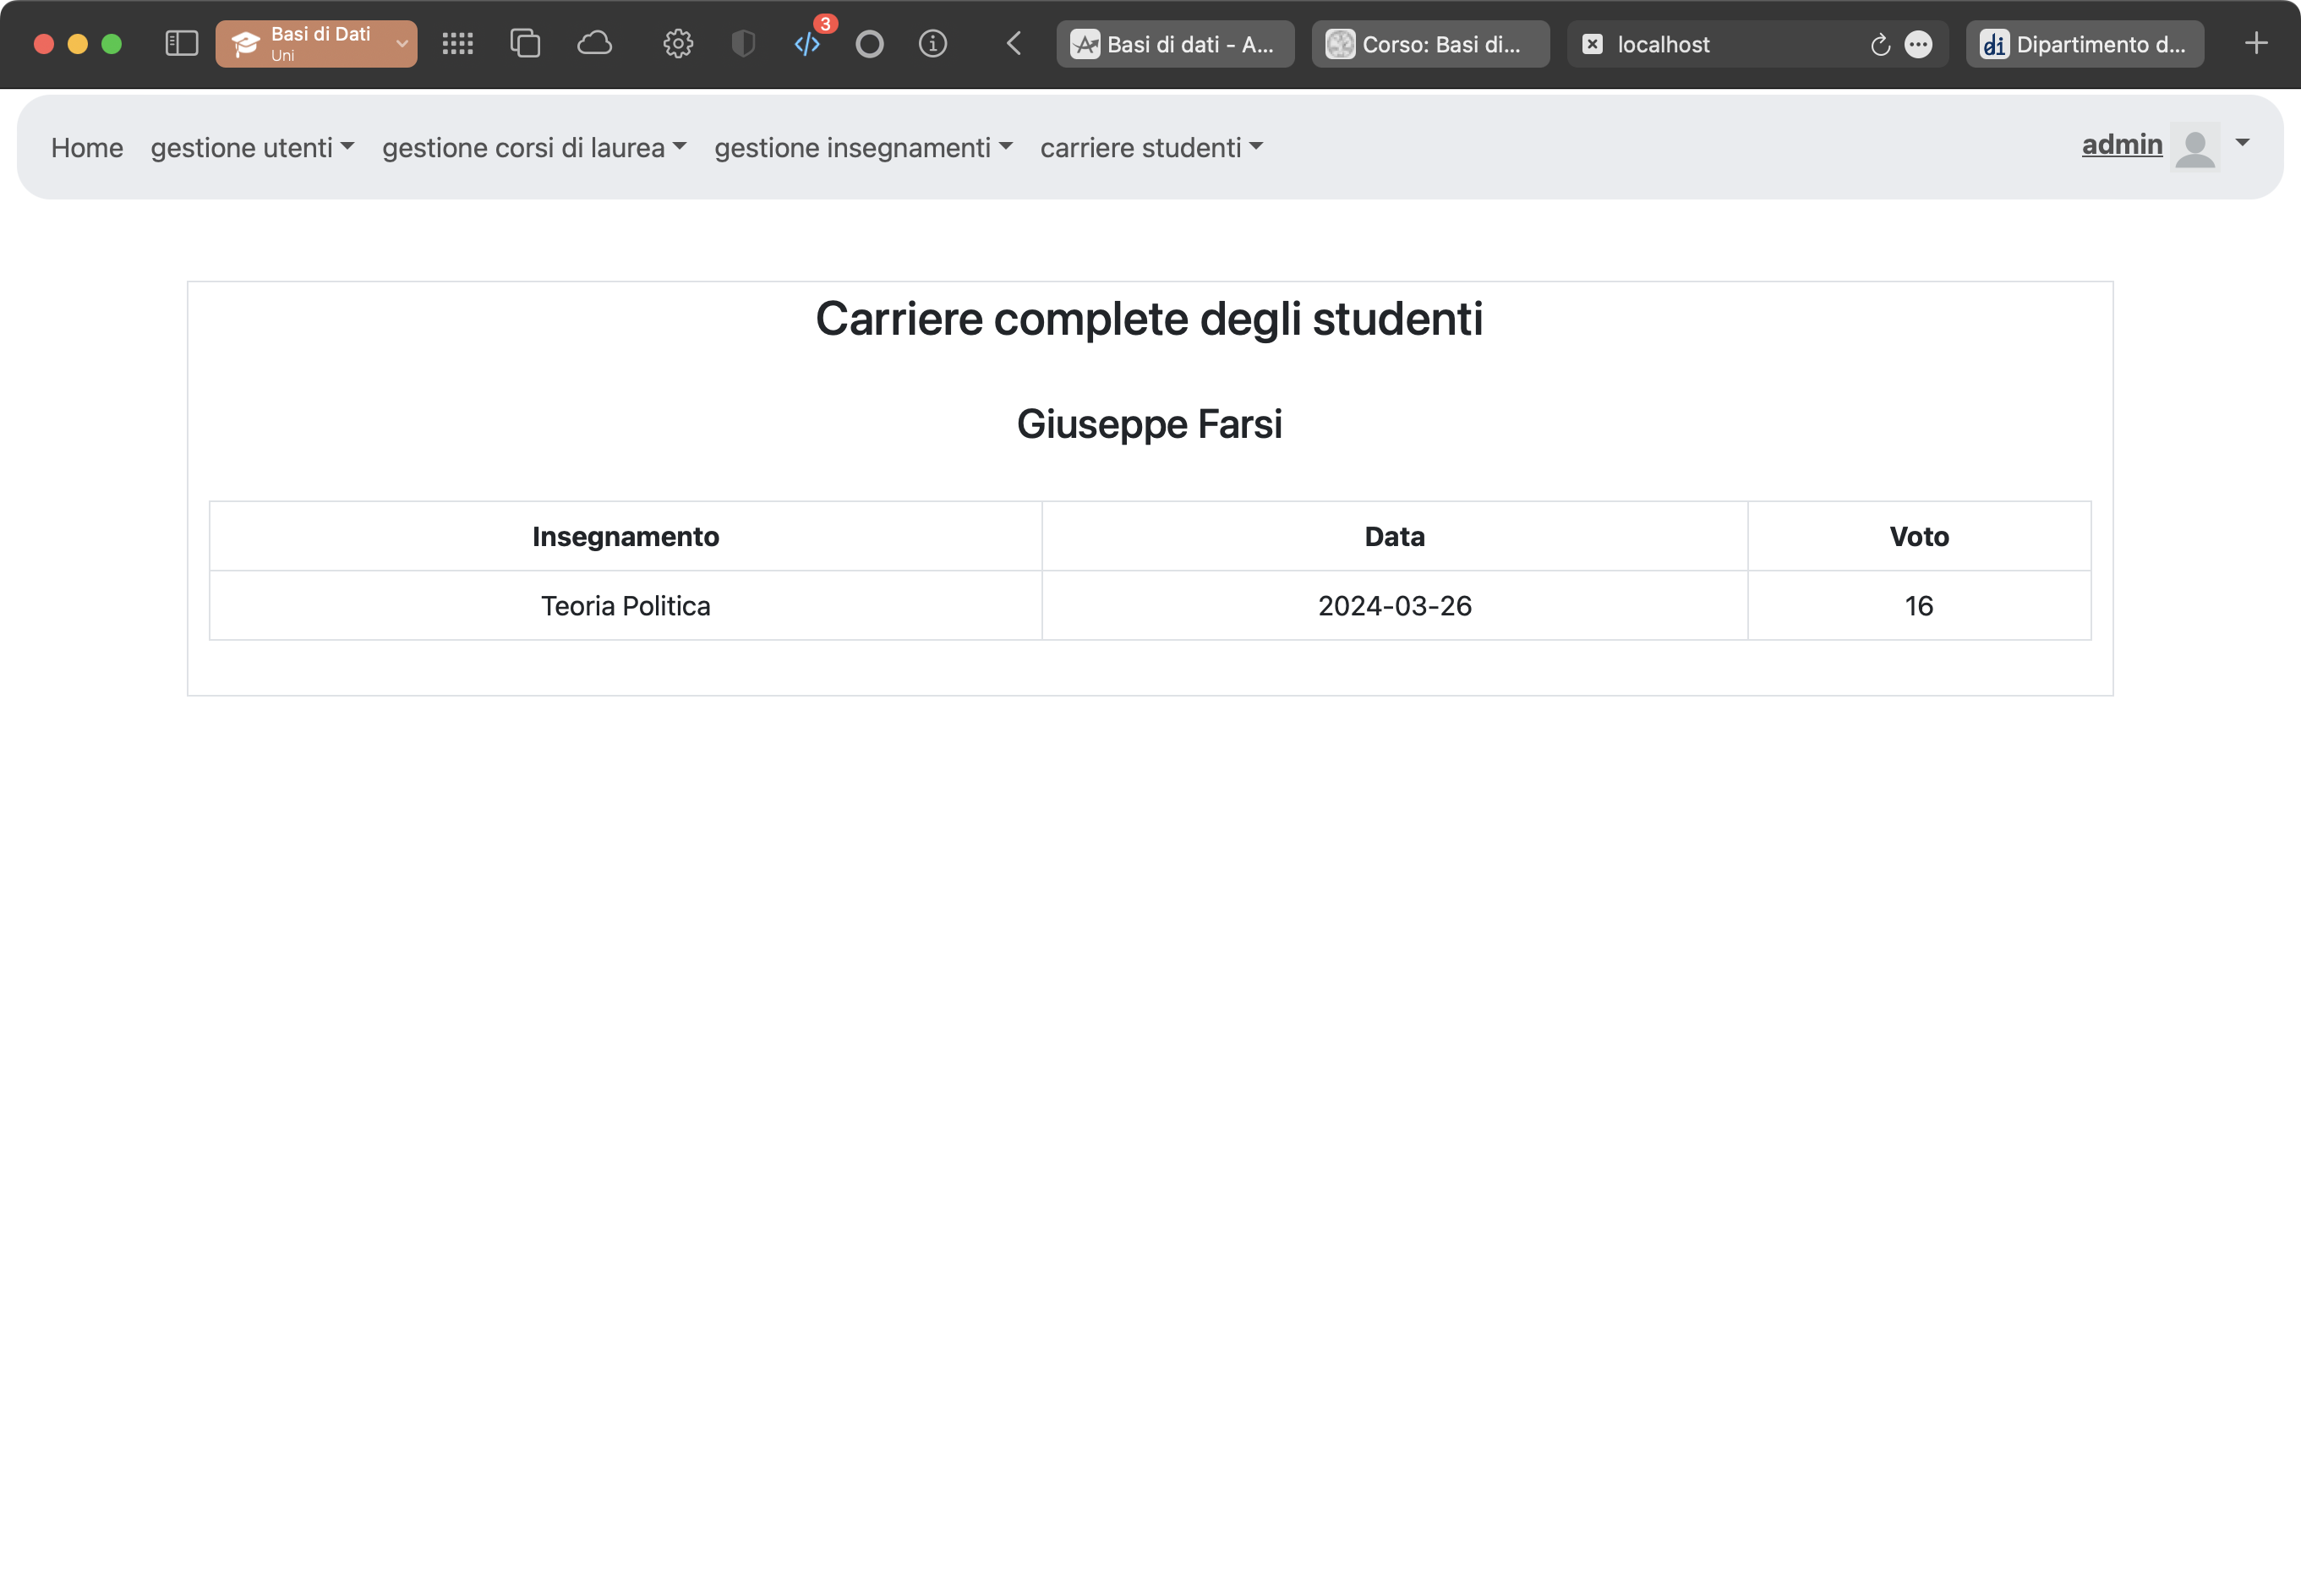 Basi di Dati
Uni
3
Basi di dati - A...
Corso: Basi di...
localhost
di Dipartimento d...
Home gestione utenti gestione corsi di laurea gestione insegnamenti carriere studenti admin
Carriere complete degli studenti
Giuseppe Farsi
Insegnamento Data Voto
Teoria Politica 2024-03-26 16